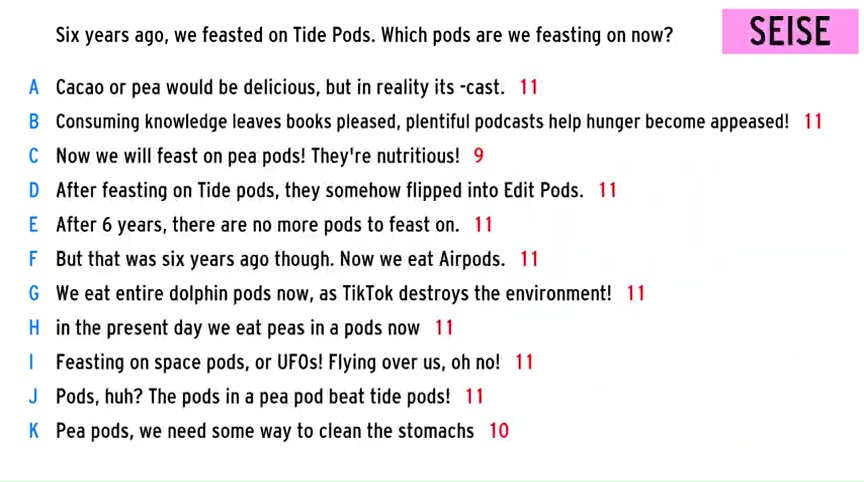 Six years ago, we feasted on Tide Pods. Which pods are we feasting on now?
SEISE
A Cacao or pea would be delicious, but in reality its -cast. 11
B Consuming knowledge leaves books pleased, plentiful podcasts help hunger become appeased! 11
C Now we will feast on pea pods! They're nutritious! 9
D After feasting on Tide pods, they somehow flipped into Edit Pods. 11
E After 6 years, there are no more pods to feast on. 11
F But that was six years ago though. Now we eat Airpods. 11
G We eat entire dolphin pods now, as TikTok destroys the environment! 11
H in the present day we eat peas in a pods now 11
I Feasting on space pods, or UFOs! Flying over us, oh no! 11
J Pods, huh? The pods in a pea pod beat tide pods! 11
K Pea pods, we need some way to clean the stomachs 10